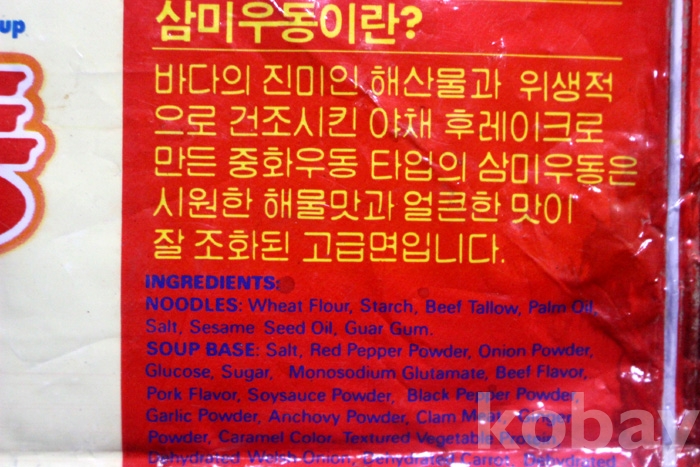 up
삼미우동이란?
바다의 진미인 해산물과 위생적
으로 건조시킨 야채 후레이크로
만든 중화우동 타입의 삼미우동은
시원한 해물맛과 얼큰한 맛이
잘 조화된 고급면입니다.
INGREDIENTS:
NOODLES: Wheat Flour, Starch, Beef Tallow, Palm Oil,
Salt, Sesame Seed Oil, Guar Gum.
SOUP BASE: Salt, Red Pepper Powder, Onion Powder,
Glucose, Sugar, Monosodium Glutamate, Beef Flavor,
Pork Flavor, Soysauce Powder, Black Pepper Powder,
Garlic Powder, Anchovy Powder, Clam Meat, Ginger
Powder, Caramel Color, Textured Vegetable
Dehydrated Welsh Onion, Dehydrated Carrot, Dehydrated
kobay